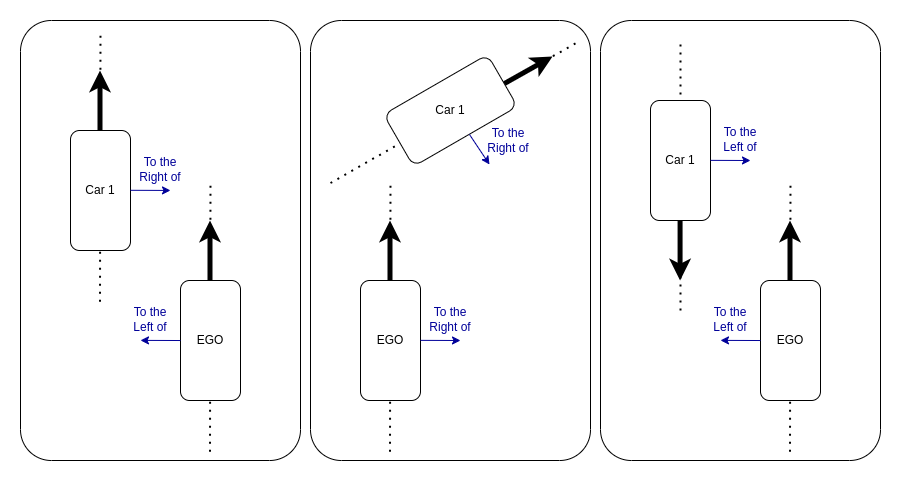 Car 1
To the
Right of
To the
Left of
EGO
Car 1
To the
Right of
EGO
To the
Right of
Car 1
To the
Left of
To the
Left of
EGO